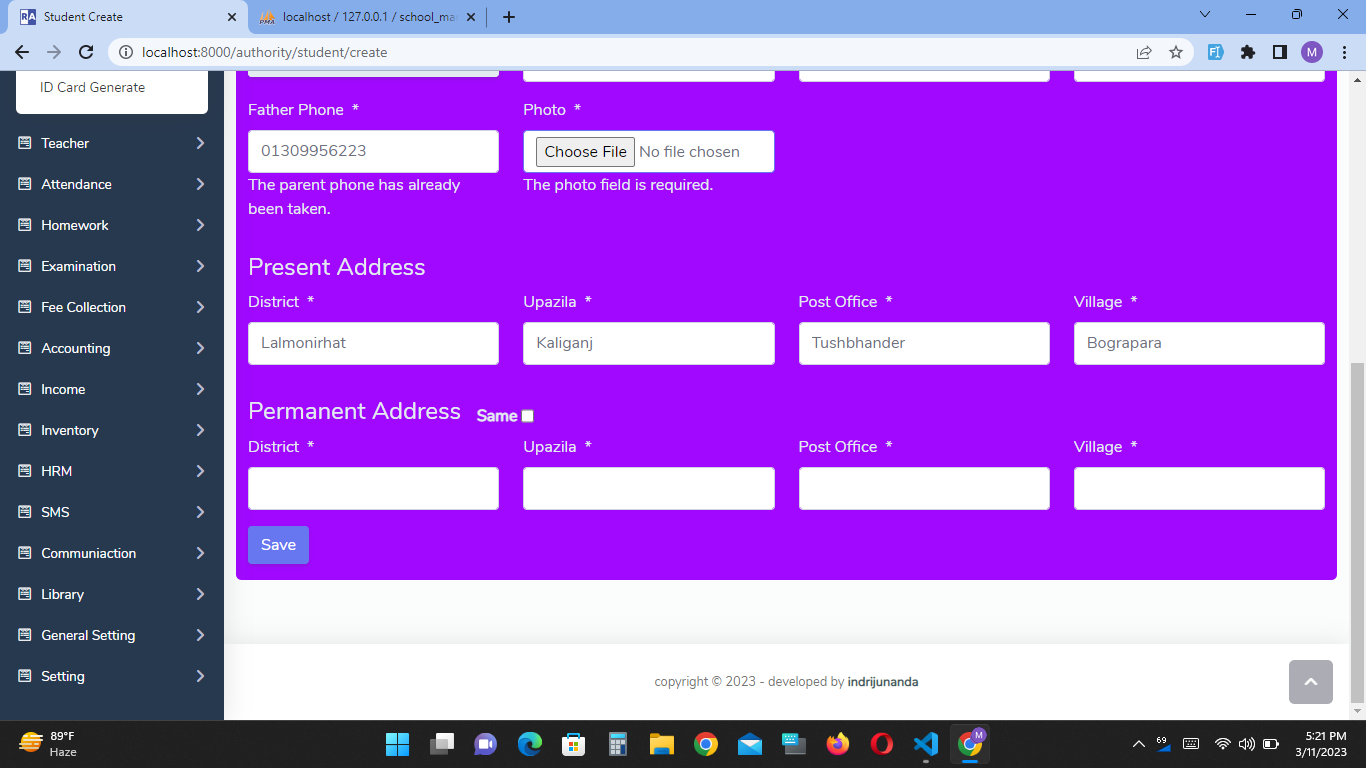 Student Create
localhost / 127.0.0.1 / school_ma
localhost:8000/authority/student/create
M
ID Card Generate
Teacher
Attendance
Homework
Examination
Fee Collection
Accounting
Income
Inventory
HRM
SMS
Communiaction
Library
General Setting
Setting
Father Phone * Photo *
01309956223 Choose File No file chosen
The parent phone has already The photo field is required.
been taken.
Present Address
District * Upazila * Post Office * Village *
Lalmonirhat Kaliganj Tushbhander Bograpara
Permanent Address Same
District * Upazila * Post Office * Village *
Save
copyright © 2023 - developed by indrijunanda
89°F
Haze
M
69
5:21 PM
3/11/2023